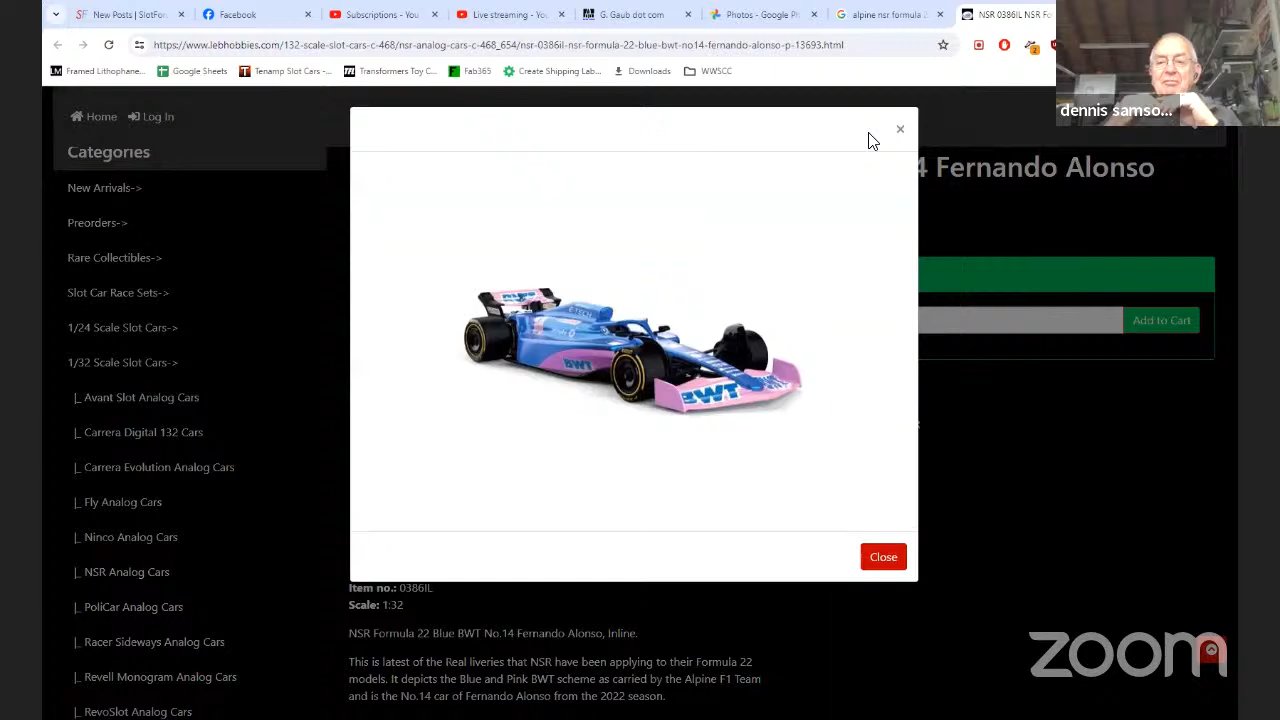 NSR 0386IL NSR Fo
New Posts | SlotFor
Facebook
Subscriptions - You
Live streaming - You
G. Gaub dot com
Photos - Google Ph
alpine nsr formula 2
https://www.lebhobbies.com/132-scale-slot-cars-c-468/nsr-analog-cars-c-468_654/nsr-0386il-nsr-formula-22-blue-bwt-no14-fernando-alonso-p-13693.html
Framed Lithophane...
Google Sheets
Tenamp Slot Cars -...
Transformers Toy C...
Fab365
Create Shipping Lab...
Downloads
WWSCC
dennis samso...
Home
Log In
×
Categories
4 Fernando Alonso
New Arrivals->
Preorders->
Rare Collectibles->
Slot Car Race Sets->
1/24 Scale Slot Cars->
Add to Cart
1/32 Scale Slot Cars->
BWT
BWT
|_ Avant Slot Analog Cars
|_ Carrera Digital 132 Cars
|_ Carrera Evolution Analog Cars
|_ Fly Analog Cars
|_ Ninco Analog Cars
Close
|_ NSR Analog Cars
Item no.: 0386IL
Scale: 1:32
|_ PoliCar Analog Cars
NSR Formula 22 Blue BWT No.14 Fernando Alonso, Inline.
|_ Racer Sideways Analog Cars
This is latest of the Real liveries that NSR have been applying to their Formula 22
models. It depicts the Blue and Pink BWT scheme as carried by the Alpine F1 Team
and is the No.14 car of Fernando Alonso from the 2022 season.
|_ Revell Monogram Analog Cars
|_ RevoSlot Analog Cars
zoom